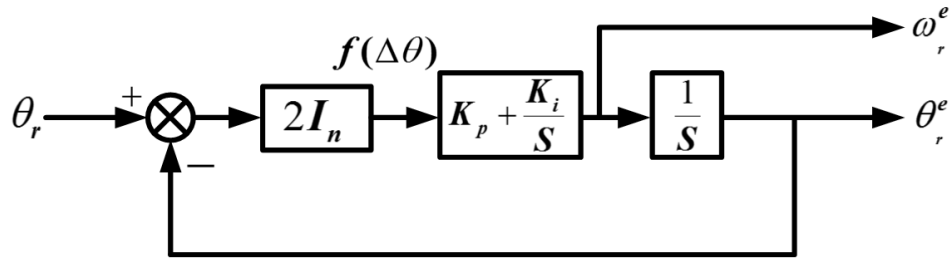 ω_r^e
f(Δθ)
θ_r + 2I_n K_p + K_i/S 1/S θ_r^e
−